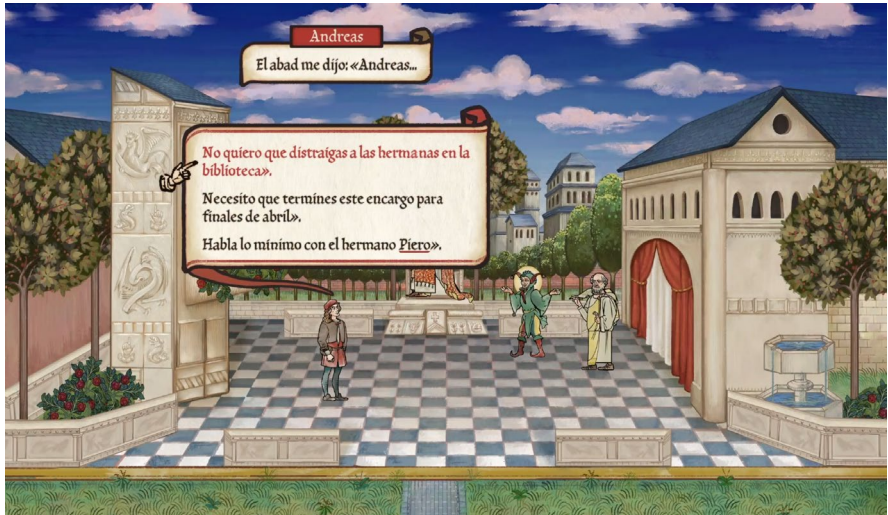 Andreas
El abad me dijo: «Andreas...
No quiero que distraigas a las hermanas en la
biblioteca».
Necesito que termines este encargo para
finales de abril».
Habla lo mínimo con el hermano Piero».